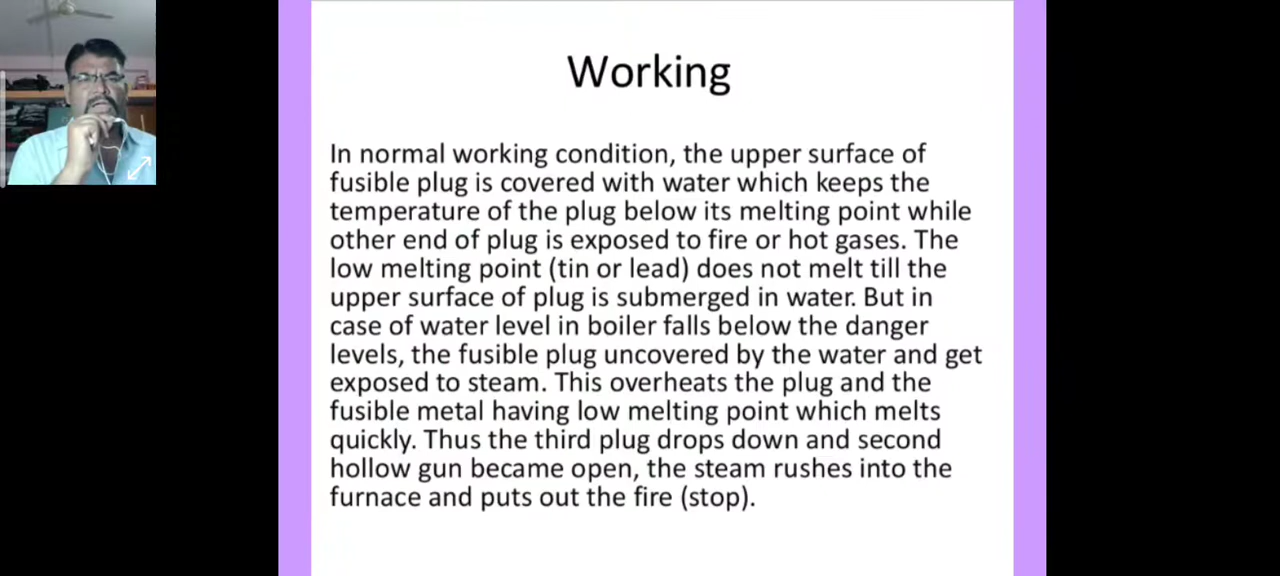 Working
In normal working condition, the upper surface of
fusible plug is covered with water which keeps the
temperature of the plug below its melting point while
other end of plug is exposed to fire or hot gases. The
low melting point (tin or lead) does not melt till the
upper surface of plug is submerged in water. But in
case of water level in boiler falls below the danger
levels, the fusible plug uncovered by the water and get
exposed to steam. This overheats the plug and the
fusible metal having low melting point which melts
quickly. Thus the third plug drops down and second
hollow gun became open, the steam rushes into the
furnace and puts out the fire (stop).